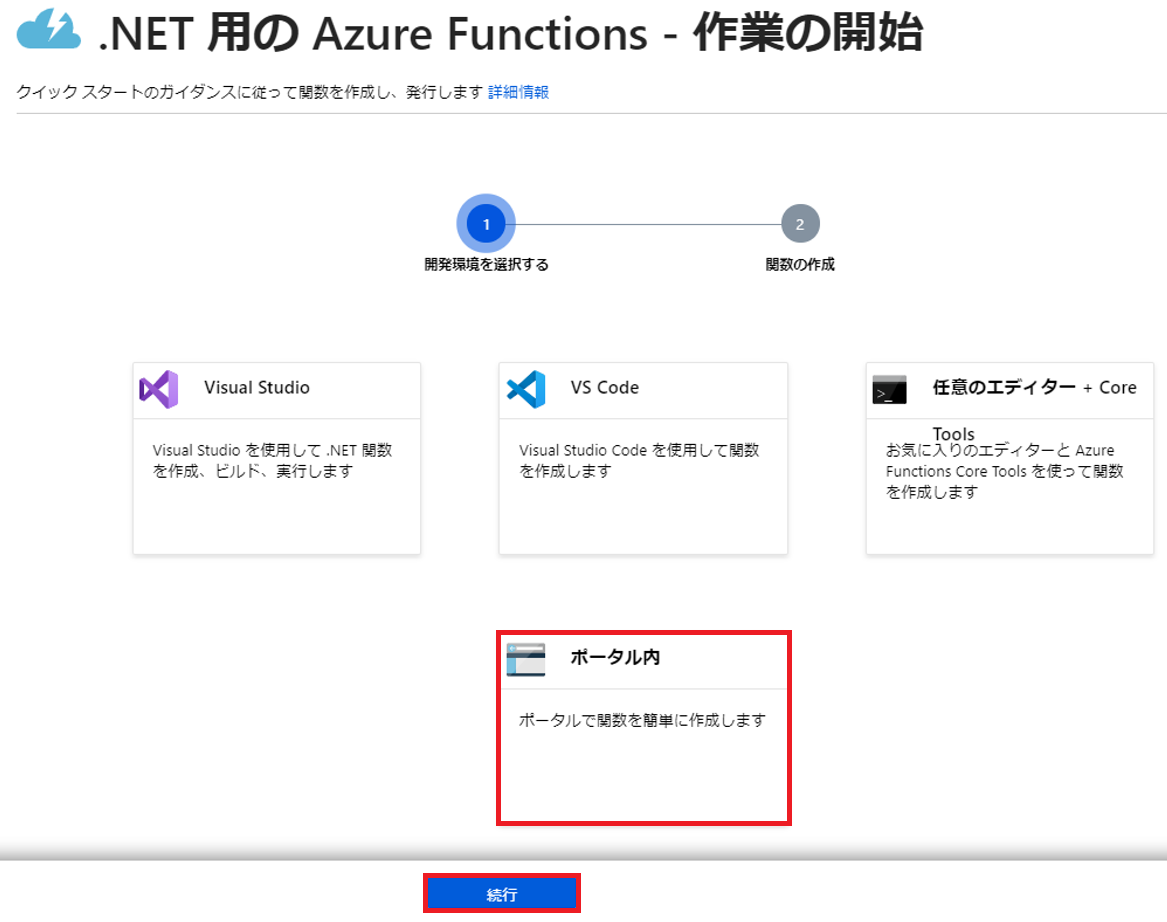 .NET 用の Azure Functions - 作業の開始
クイック スタートのガイダンスに従って関数を作成し、発行します 詳細情報
1
2
開発環境を選択する
関数の作成
Visual Studio
Visual Studio を使用して .NET 関数
を作成、ビルド、実行します
VS Code
Visual Studio Code を使用して関数
を作成します
任意のエディター + Core
Tools
お気に入りのエディターと Azure
Functions Core Tools を使って関数
を作成します
ポータル内
ポータルで関数を簡単に作成します
続行